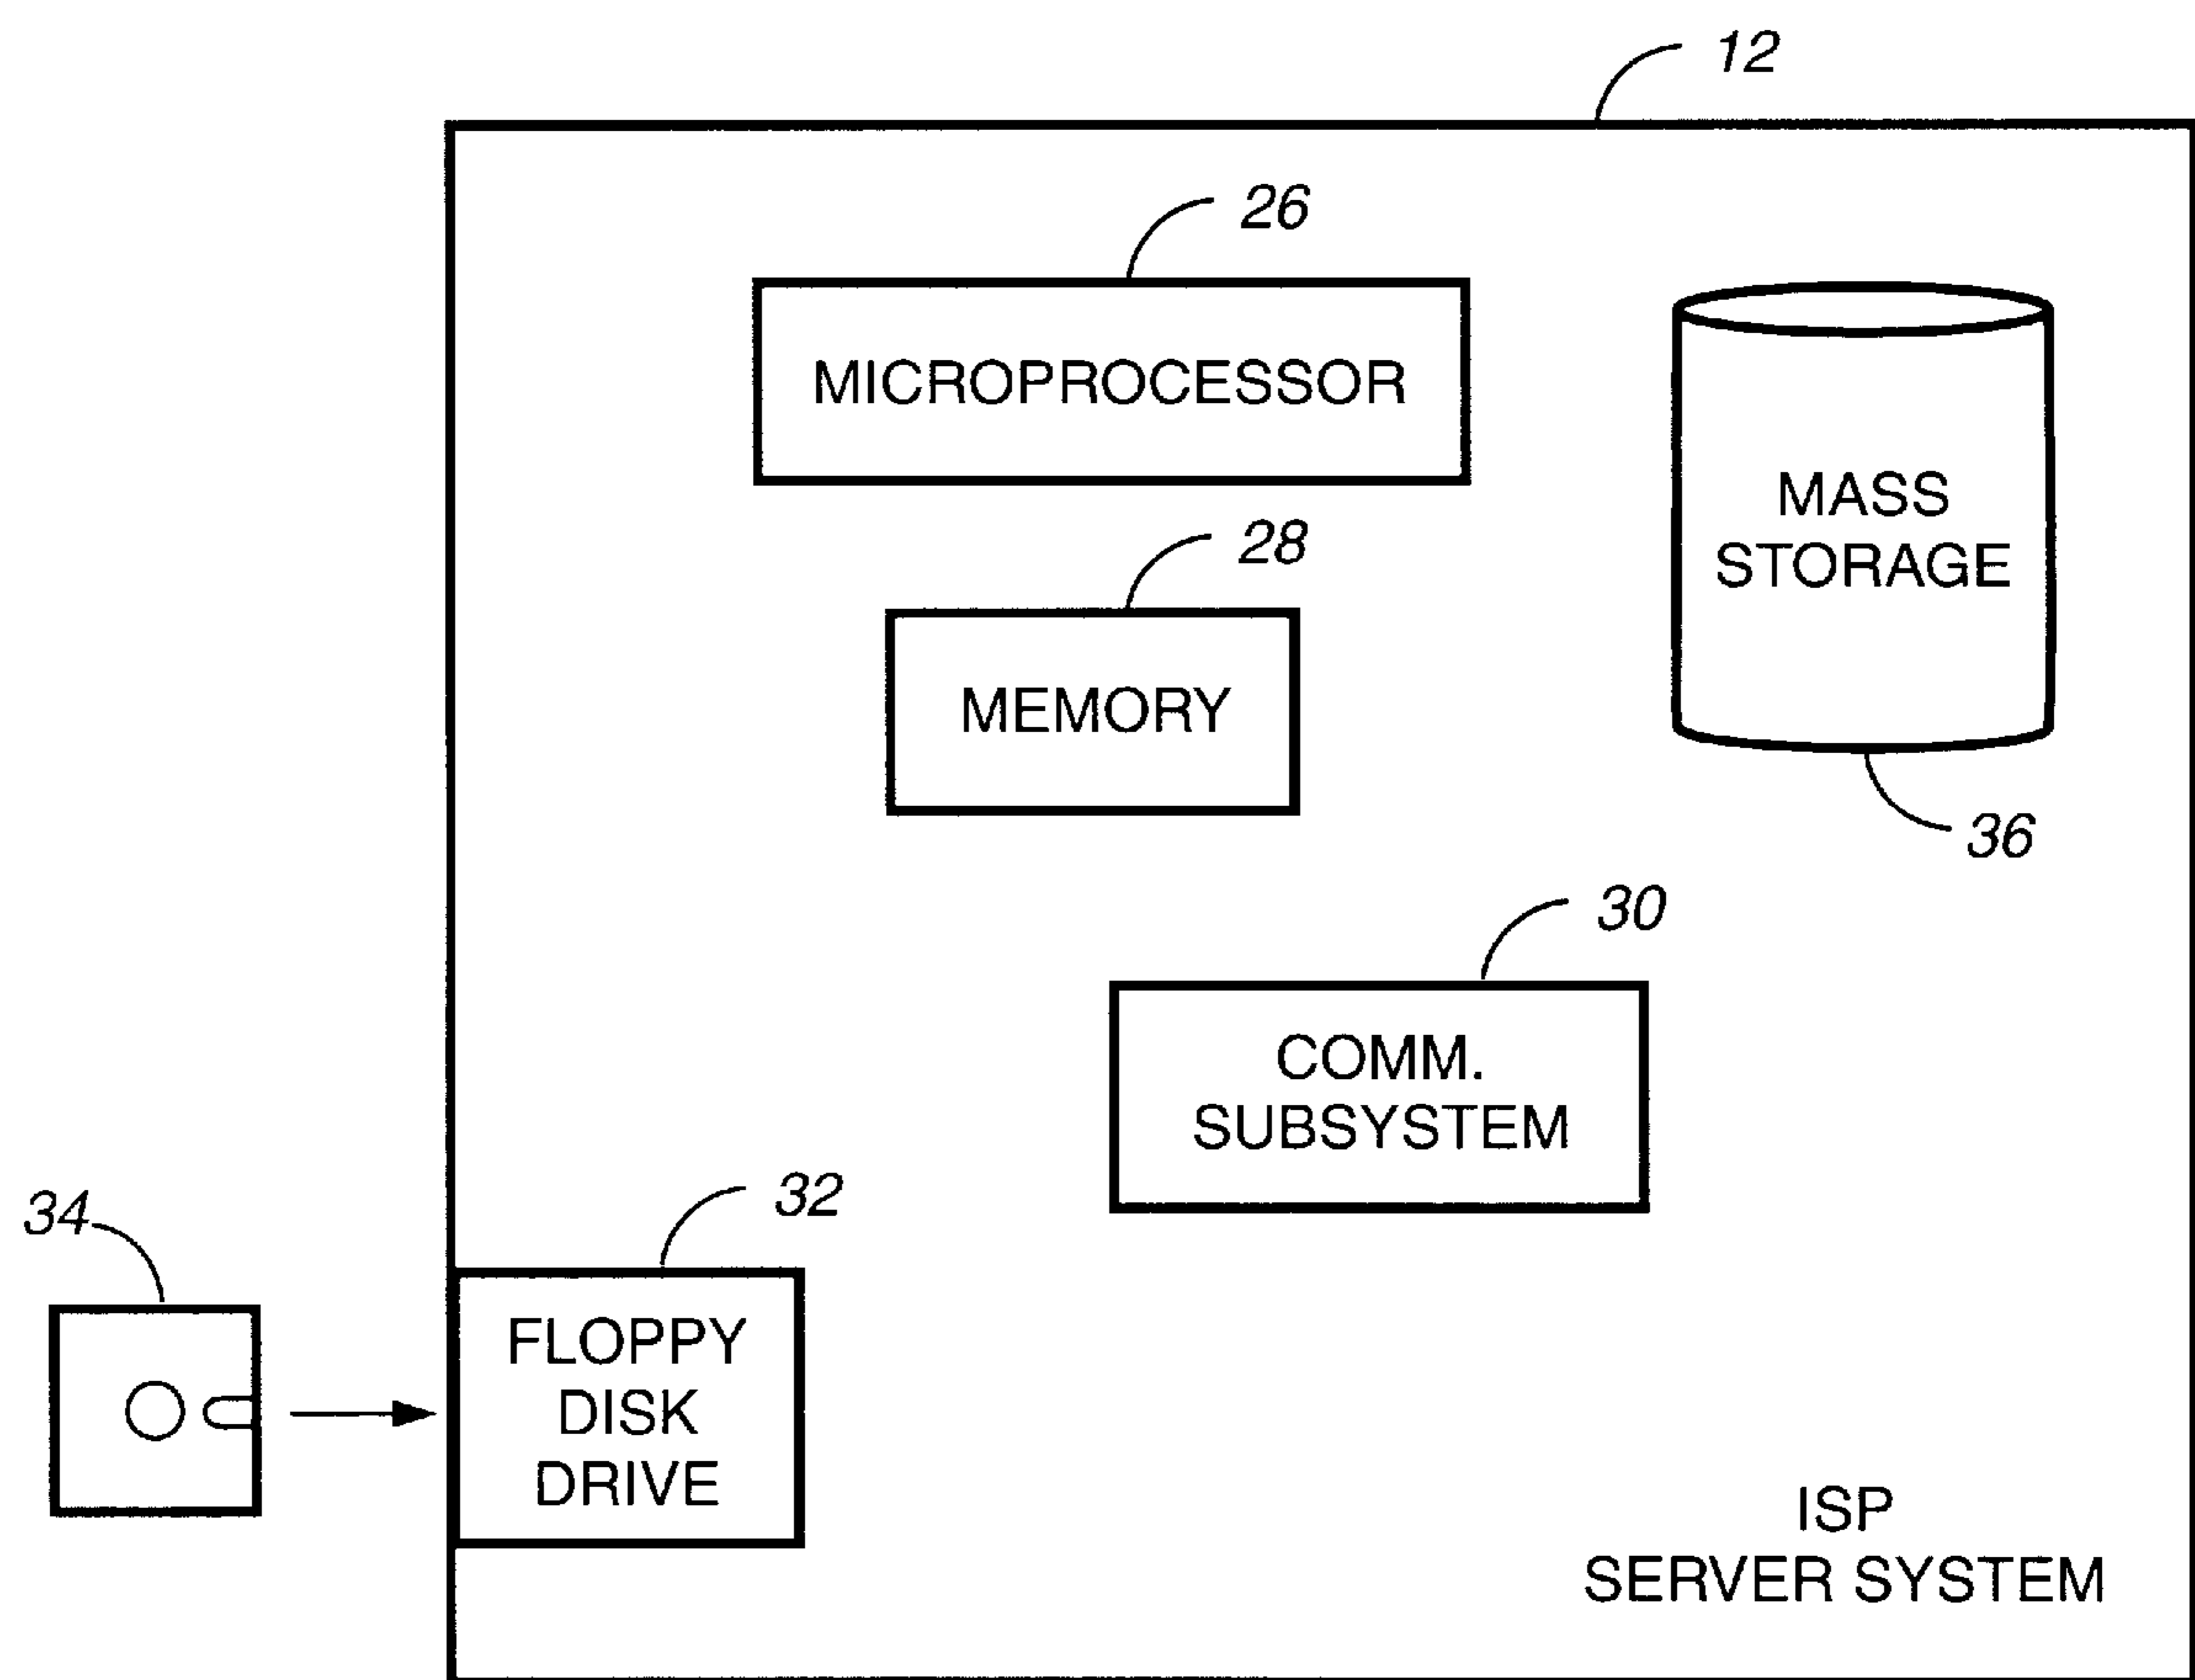 12
26
MICROPROCESSOR
MASS
STORAGE
28
MEMORY
36
30
COMM.
SUBSYSTEM
32
34
FLOPPY
DISK
DRIVE
ISP
SERVER SYSTEM